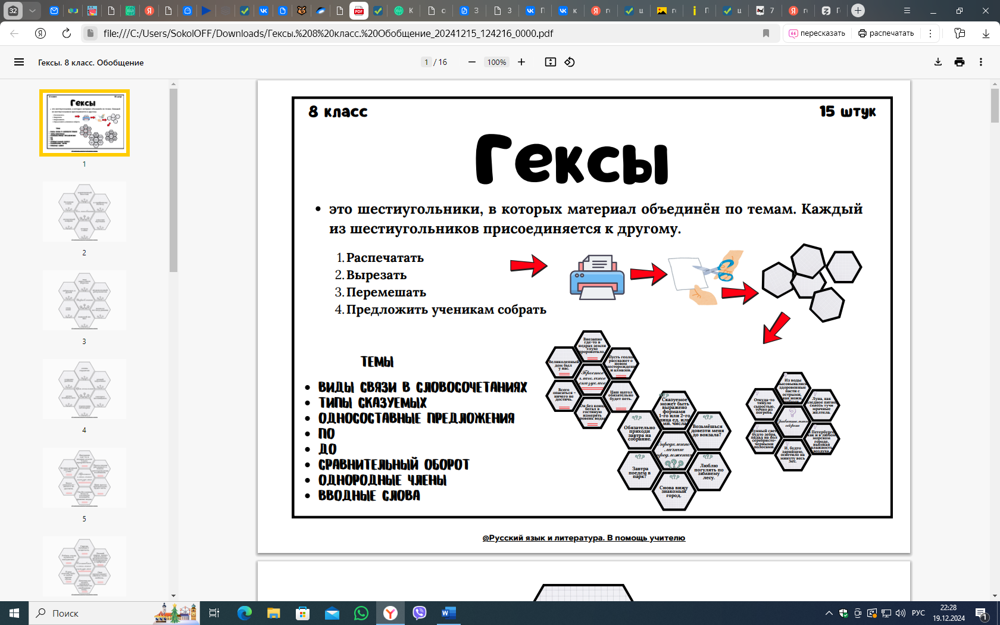 32
file:///C:/Users/SokolOFF/Downloads/Гексы.%208%20класс.%20Обобщение_20241215_124216_0000.pdf
пересказать
распечатать
Гексы. 8 класс. Обобщение
1 / 16
100%
1
2
3
4
5
8 класс
15 штук
Гексы
это шестиугольники, в которых материал объединён по темам. Каждый
из шестиугольников присоединяется к другому.
1. Распечатать
2. Вырезать
3. Перемешать
4. Предложить ученикам собрать
ТЕМЫ
ВИДЫ СВЯЗИ В СЛОВОСОЧЕТАНИЯХ
ТИПЫ СКАЗУЕМЫХ
ОДНОСОСТАВНЫЕ ПРЕДЛОЖЕНИЯ
ПО
ДО
СРАВНИТЕЛЬНЫЙ ОБОРОТ
ОДНОРОДНЫЕ ЧЛЕНЫ
ВВОДНЫЕ СЛОВА
Внезапно
где-то в
недрах земли
глухо
пророкотало.
Великолепный
дом был
у нас.
Пусть геолог
расскажет о
новом
месторождении
алмазов.
Простое
глагольное
сказуемое
Всего
опасаться –
ничего не
достичь.
Наш щегол
обязательно
будет петь.
Он без конца
бегал в
гостиную
измерять
уровень воды.
Сказуемое
может быть
выражено
формами
1-го или 2-го
лица ед. или
мн. числа
Обязательно
приходи
завтра на
собрание.
Возьмёшься
довезти меня
до вокзала?
Определенно-
личные
предложения
Завтра
поедем в
парк?
Люблю
погулять по
зимнему
лесу.
Снова вижу
знакомый
город.
Из воды
высовывались
здоровенные
пасти с
острыми,
как ножи,
зубами.
Откуда-то
тянуло
сыростью,
точно из
погреба.
Луна, как
бледное пятно,
сквозь тучи
мрачные
желтела.
Сравнительный
оборот
Лунный свет,
будто зебра,
падал на пол
серебристо-
черными
полосами.
В Петербурге,
как и в любом
морском
городе,
высокая
влажность
воздуха.
И, будто
зарницею,
осветило на
минуту весь
лес.
@Русский язык и литература. В помощь учителю
Поиск
РУС
22:28
19.12.2024
1